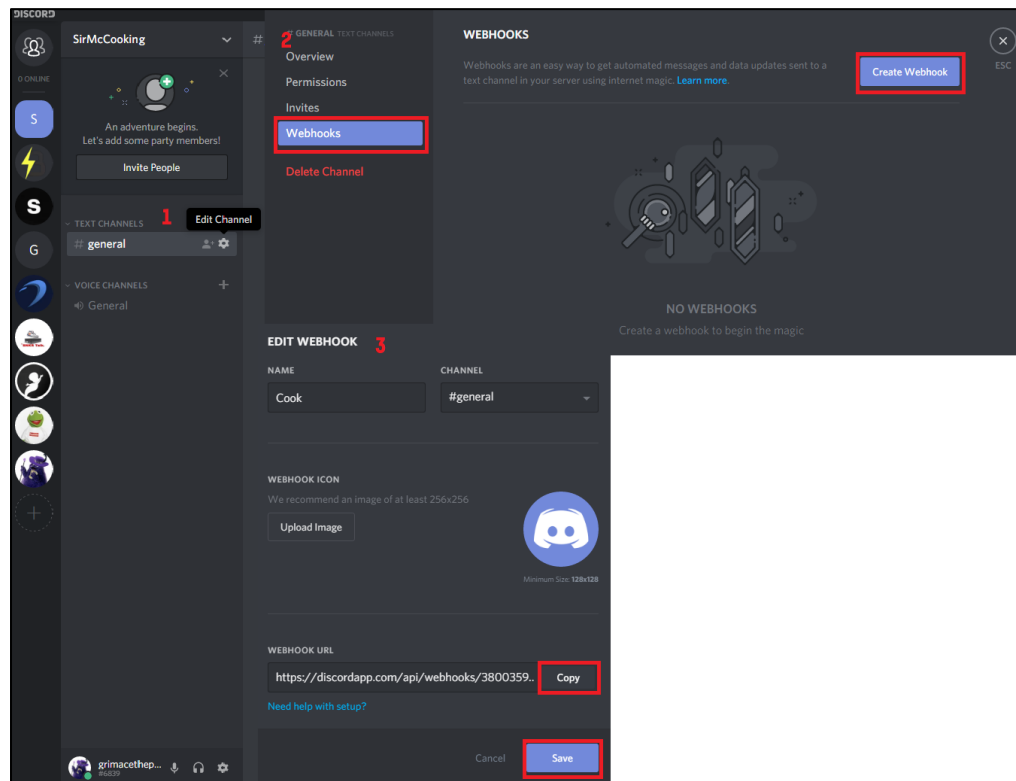 DISCORD
0 ONLINE
S
S
G
SirMcCooking
An adventure begins.
Let's add some party members!
Invite People
1
TEXT CHANNELS
Edit Channel
# general
VOICE CHANNELS
General
grimacethep...
#6839
#
2
GENERAL TEXT CHANNELS
Overview
Permissions
Invites
Webhooks
Delete Channel
WEBHOOKS
Webhooks are an easy way to get automated messages and data updates sent to a
text channel in your server using internet magic. Learn more.
Create Webhook
ESC
NO WEBHOOKS
Create a webhook to begin the magic
EDIT WEBHOOK 3
NAME
Cook
CHANNEL
#general
WEBHOOK ICON
We recommend an image of at least 256x256
Upload Image
Minimum Size: 128x128
WEBHOOK URL
https://discordapp.com/api/webhooks/3800359..
Copy
Need help with setup?
Cancel
Save